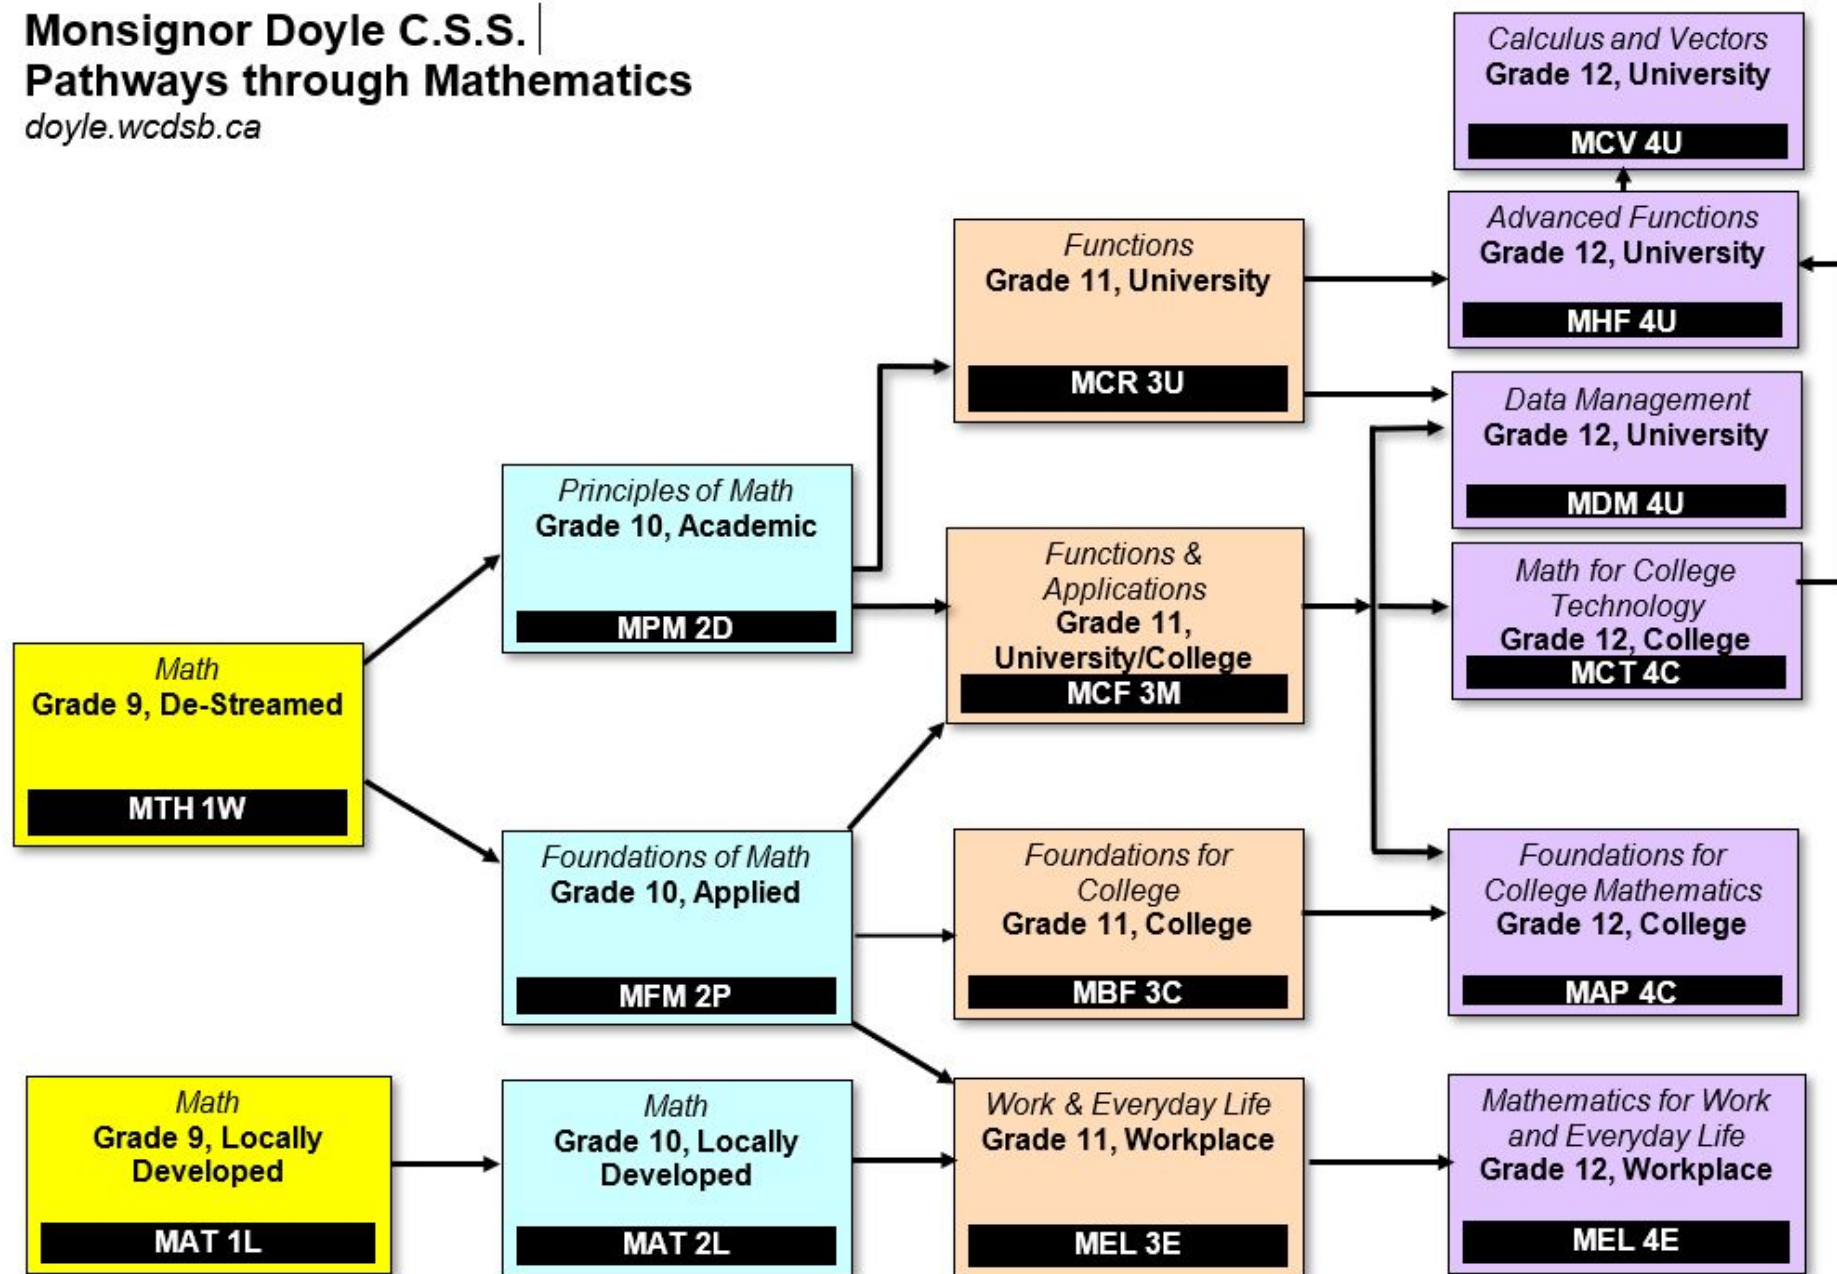 Monsignor Doyle C.S.S.
Pathways through Mathematics
doyle.wcdsb.ca
Math
Grade 9, De-Streamed
MTH 1W
Math
Grade 9, Locally
Developed
MAT 1L
Principles of Math
Grade 10, Academic
MPM 2D
Foundations of Math
Grade 10, Applied
MFM 2P
Math
Grade 10, Locally
Developed
MAT 2L
Functions
Grade 11, University
MCR 3U
Functions &
Applications
Grade 11,
University/College
MCF 3M
Foundations for
College
Grade 11, College
MBF 3C
Work & Everyday Life
Grade 11, Workplace
MEL 3E
Calculus and Vectors
Grade 12, University
MCV 4U
Advanced Functions
Grade 12, University
MHF 4U
Data Management
Grade 12, University
MDM 4U
Math for College
Technology
Grade 12, College
MCT 4C
Foundations for
College Mathematics
Grade 12, College
MAP 4C
Mathematics for Work
and Everyday Life
Grade 12, Workplace
MEL 4E